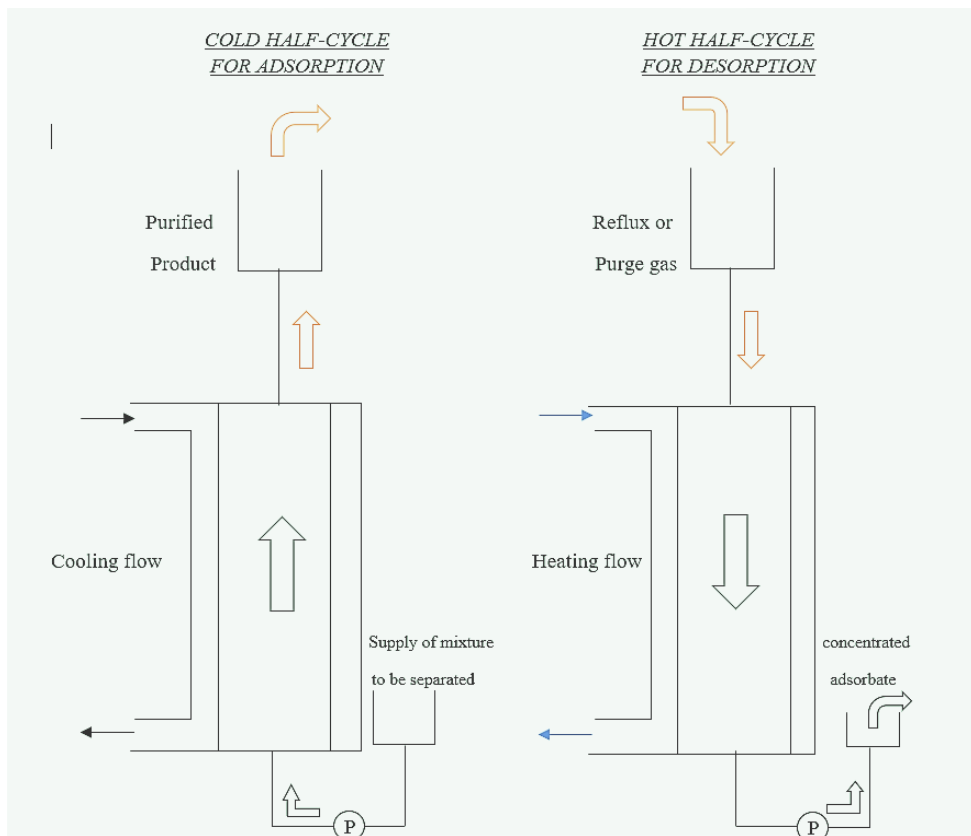 COLD HALF-CYCLE
FOR ADSORPTION
HOT HALF-CYCLE
FOR DESORPTION
Purified
Product
Reflux or
Purge gas
Cooling flow
Heating flow
Supply of mixture
to be separated
concentrated
adsorbate
P
P